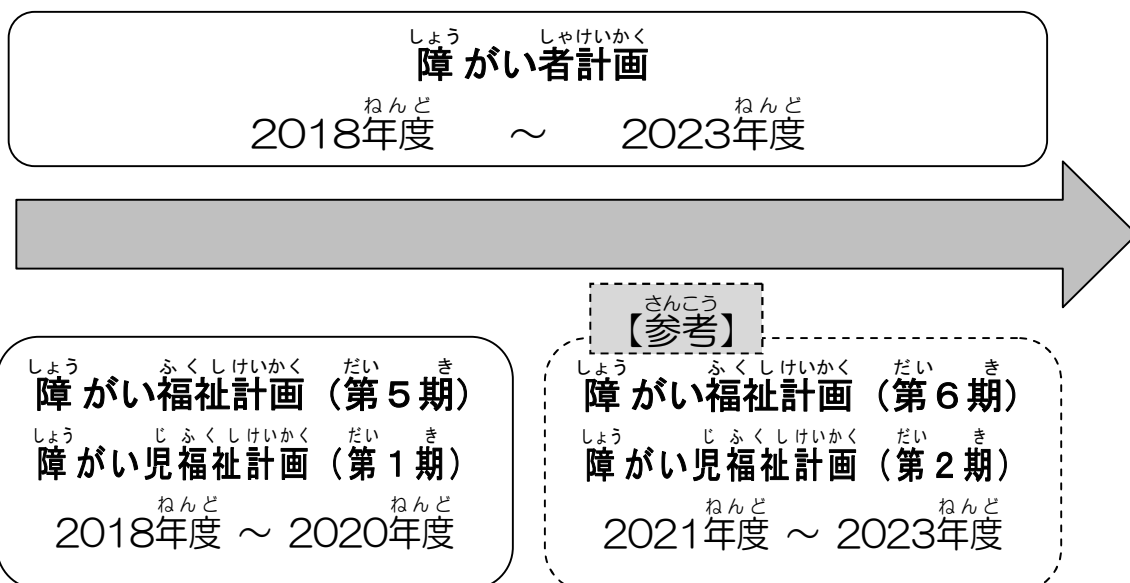 しょう しゃけいかく
障がい者計画
ねんど ねんど
2018年度 ～ 2023年度
さんこう
【参考】
しょう ふくしけいかく だい き
障がい福祉計画（第５期）
しょう じふくしけいかく だい き
障がい児福祉計画（第１期）
ねんど ねんど
2018年度 ～ 2020年度
しょう ふくしけいかく だい き
障がい福祉計画（第６期）
しょう じふくしけいかく だい き
障がい児福祉計画（第２期）
ねんど ねんど
2021年度 ～ 2023年度